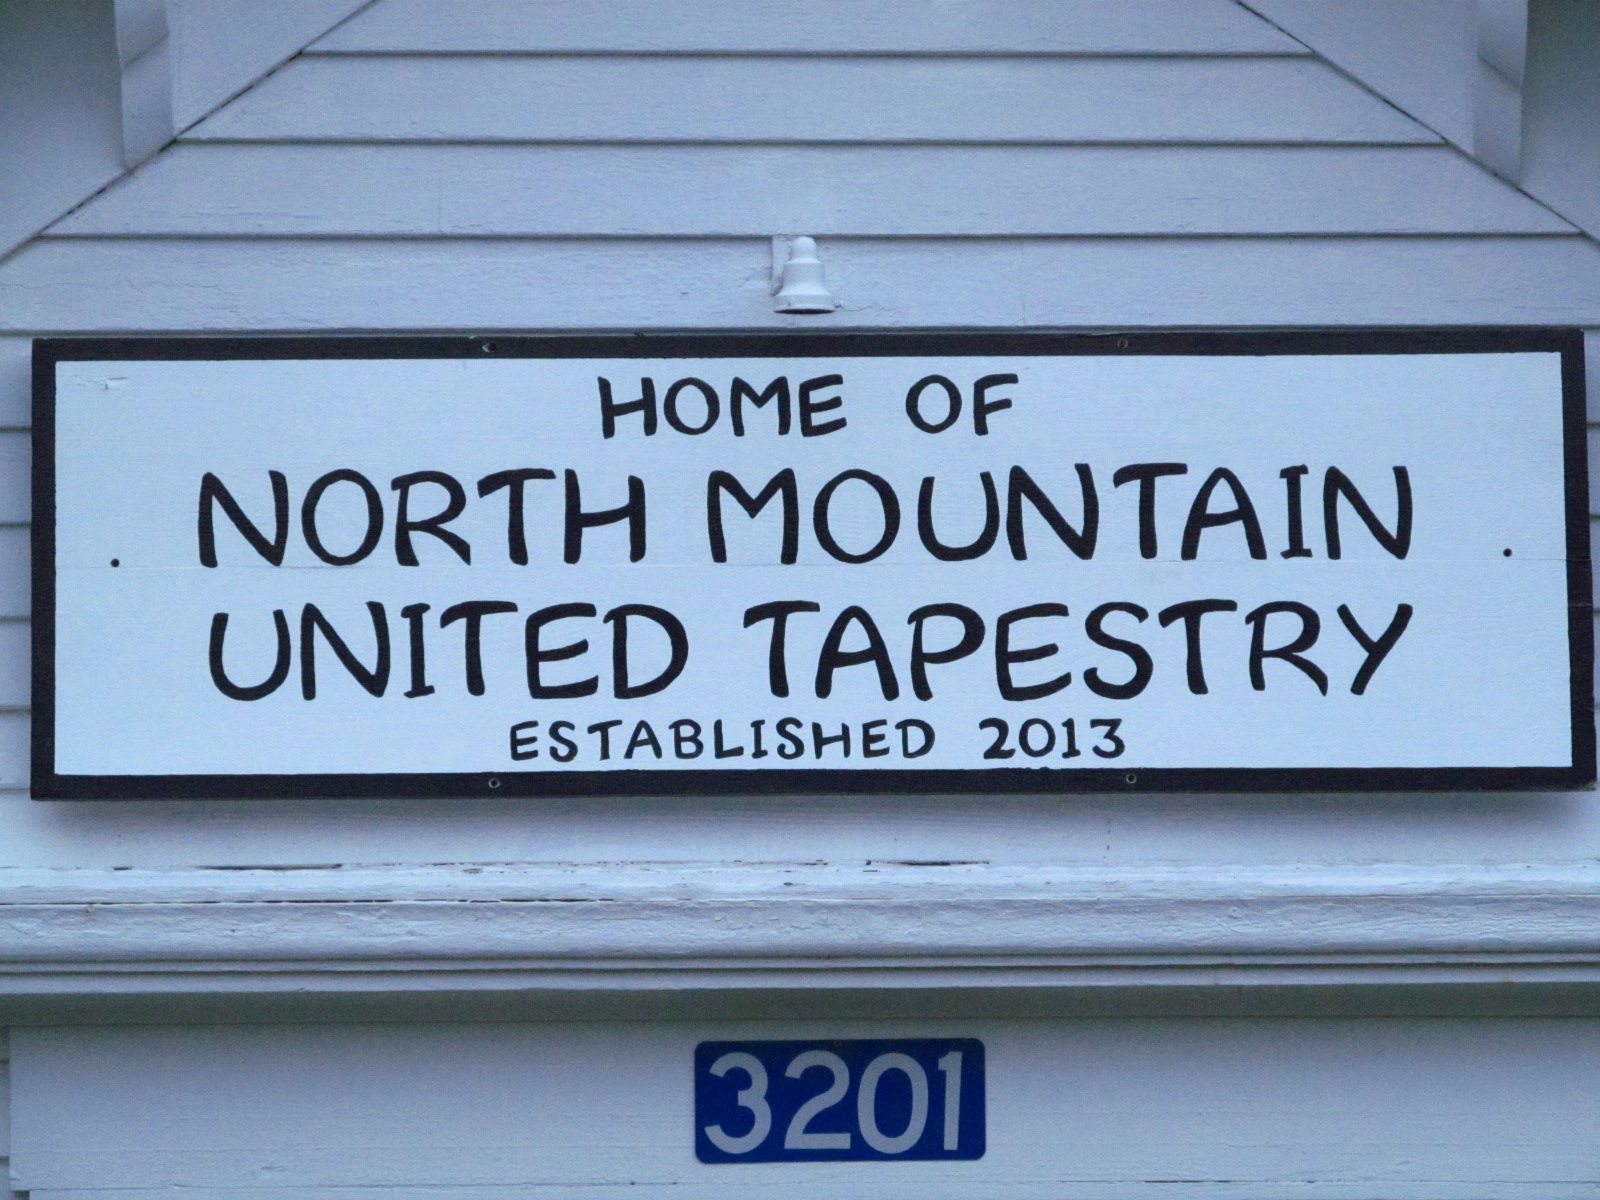 HOME OF
NORTH MOUNTAIN
UNITED TAPESTRY
ESTABLISHED 2013
3201